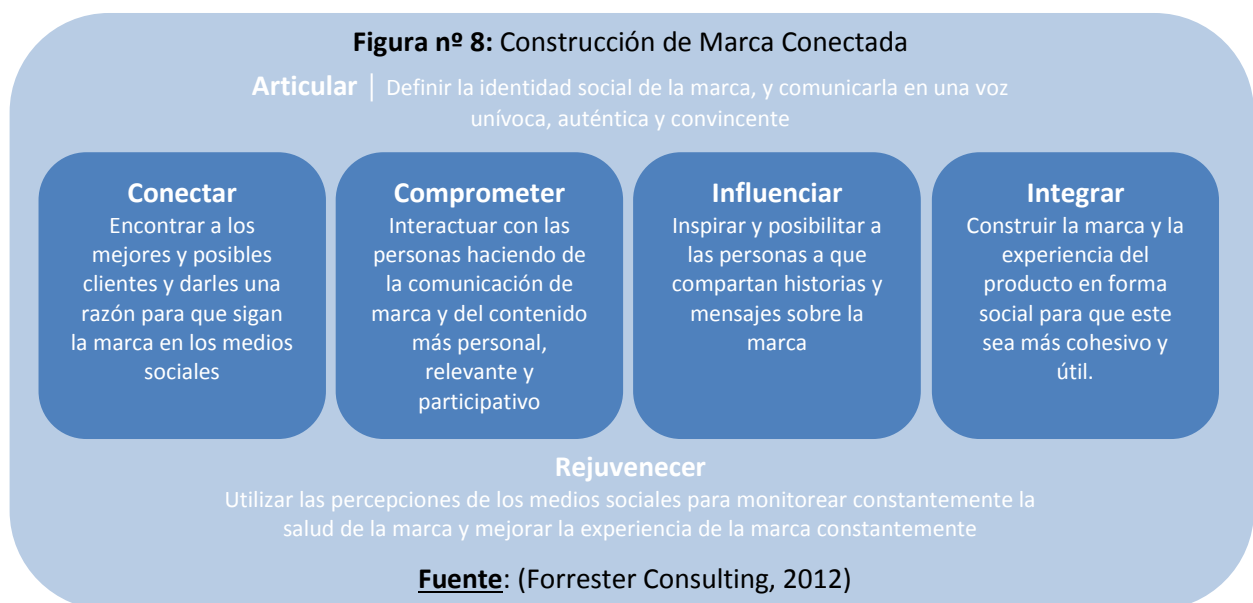 Figura nº 8: Construcción de Marca Conectada
Articular | Definir la identidad social de la marca, y comunicarla en una voz
unívoca, auténtica y convincente
Conectar
Encontrar a los
mejores y posibles
clientes y darles una
razón para que sigan
la marca en los medios
sociales
Comprometer
Interactuar con las
personas haciendo de
la comunicación de
marca y del contenido
más personal,
relevante y
participativo
Influenciar
Inspirar y posibilitar a
las personas a que
compartan historias y
mensajes sobre la
marca
Integrar
Construir la marca y la
experiencia del
producto en forma
social para que este
sea más cohesivo y
útil.
Rejuvenecer
Utilizar las percepciones de los medios sociales para monitorear constantemente la
salud de la marca y mejorar la experiencia de la marca constantemente
Fuente: (Forrester Consulting, 2012)